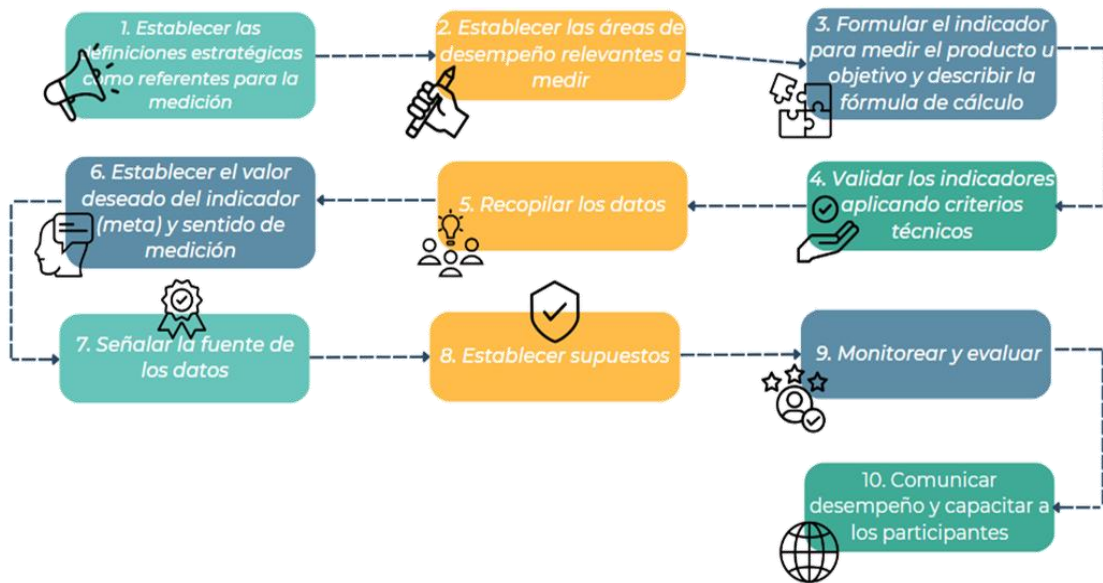 1. Establecer las
definiciones estratégicas
como referentes para la
medición
2. Establecer las áreas de
desempeño relevantes a
medir
3. Formular el indicador
para medir el producto u
objetivo y describir la
fórmula de cálculo
4. Validar los indicadores
aplicando criterios
técnicos
5. Recopilar los datos
6. Establecer el valor
deseado del indicador
(meta) y sentido de
medición
7. Señalar la fuente de
los datos
8. Establecer supuestos
9. Monitorear y evaluar
10. Comunicar
desempeño y capacitar a
los participantes